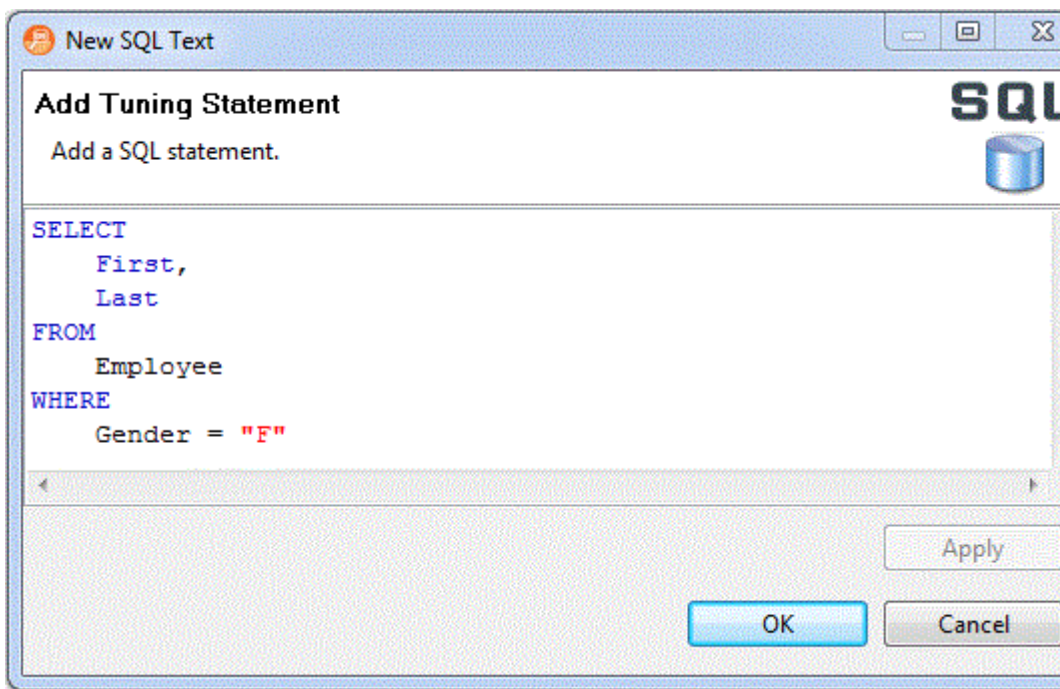 New SQL Text
Add Tuning Statement
SQL
Add a SQL statement.
SELECT
    First,
    Last
FROM
    Employee
WHERE
    Gender = "F"
Apply
OK Cancel